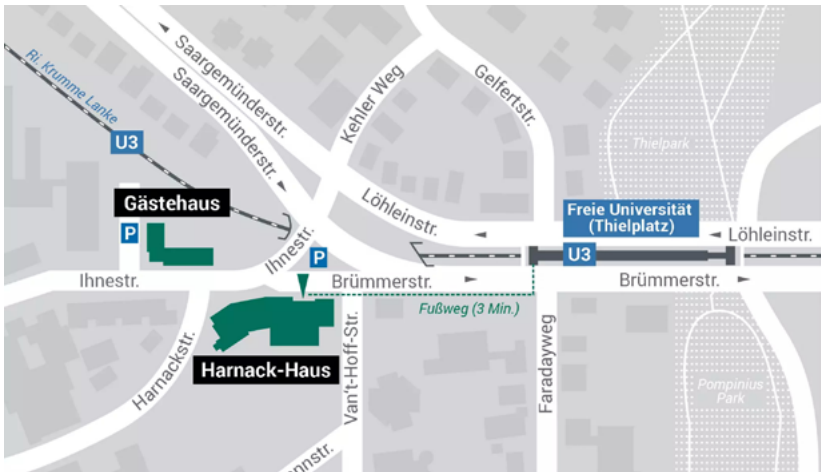 Saargemünderstr.
Saargemünderstr.
Ri. Krumme Lanke
U3
Kehler Weg
Gelfertstr.
Thielpark
Gästehaus
P
Löhleinstr.
Freie Universität
(Thielplatz)
U3
Löhleinstr.
Ihnestr.
P
Ihnestr.
Brümmerstr.
Brümmerstr.
Fußweg (3 Min.)
Harnack-Haus
Harnackstr.
Van't-Hoff-Str.
Faradayweg
Pompinius
Park
nnstr.